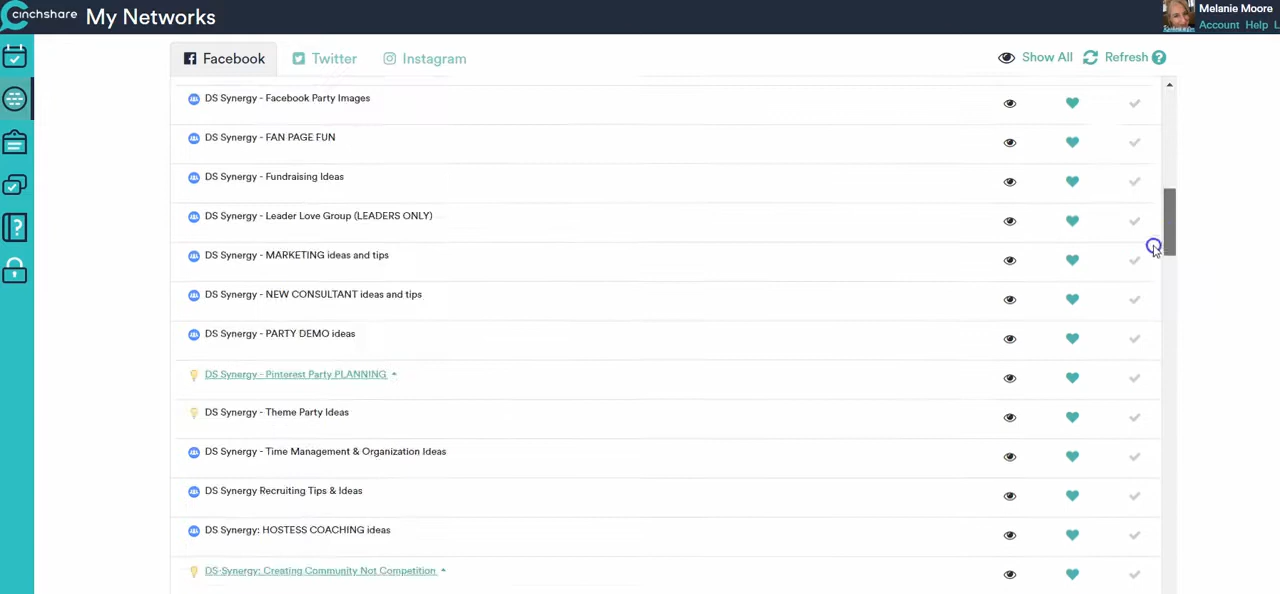 cinchshare My Networks
Melanie Moore
Account Help L
Facebook Twitter Instagram
Show All Refresh ?
DS Synergy - Facebook Party Images
DS Synergy - FAN PAGE FUN
DS Synergy - Fundraising Ideas
DS Synergy - Leader Love Group (LEADERS ONLY)
DS Synergy - MARKETING ideas and tips
DS Synergy - NEW CONSULTANT ideas and tips
DS Synergy - PARTY DEMO ideas
DS Synergy - Pinterest Party PLANNING
DS Synergy - Theme Party Ideas
DS Synergy - Time Management & Organization Ideas
DS Synergy Recruiting Tips & Ideas
DS Synergy: HOSTESS COACHING ideas
DS-Synergy: Creating Community Not Competition